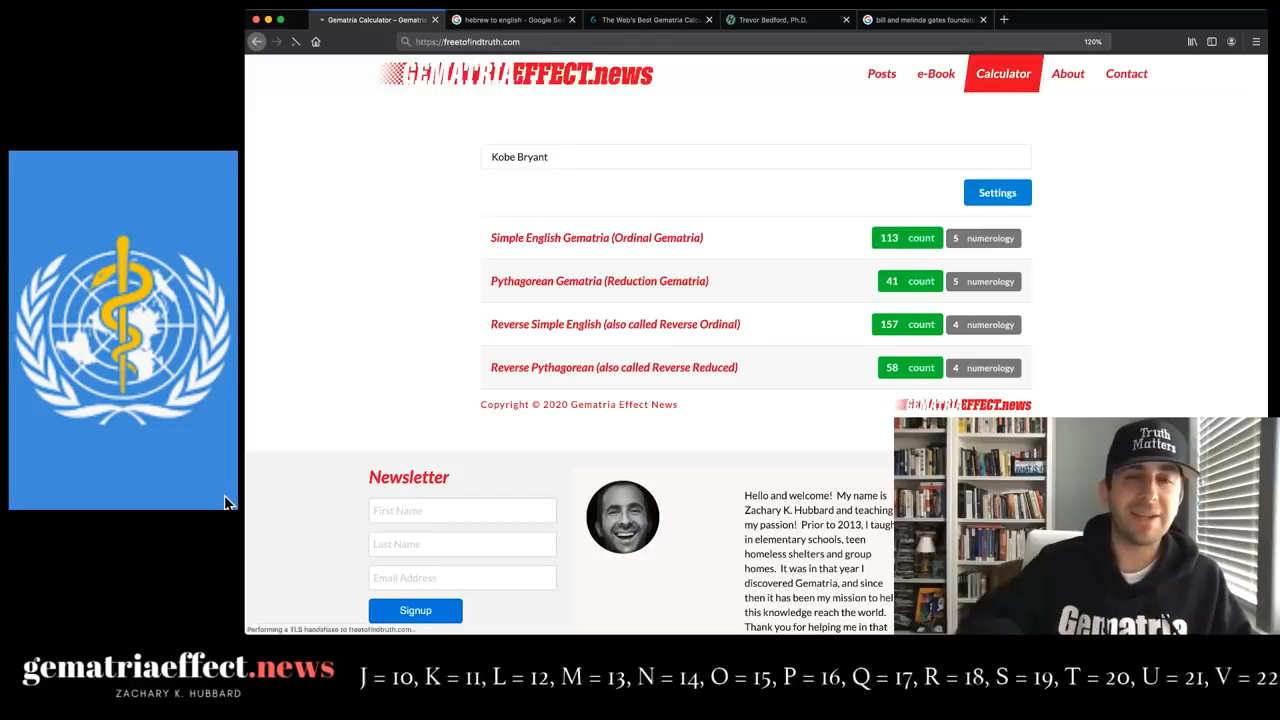 Gematria Calculator – Gematri
hebrew to english - Google Se
The Web's Best Gematria Calc
Trevor Bedford, Ph.D.
bill and melinda gates foundat
https://freetofindtruth.com
120%
GEMATRIAEFFECT.news
Posts
e-Book
Calculator
About
Contact
Kobe Bryant
Settings
Simple English Gematria (Ordinal Gematria)
113 count
5 numerology
Pythagorean Gematria (Reduction Gematria)
41 count
5 numerology
Reverse Simple English (also called Reverse Ordinal)
157 count
4 numerology
Reverse Pythagorean (also called Reverse Reduced)
58 count
4 numerology
Copyright © 2020 Gematria Effect News
GEMATRIAEFFECT.news
Newsletter
First Name
Last Name
Email Address
Signup
Hello and welcome! My name is
Zachary K. Hubbard and teaching
my passion! Prior to 2013, I taugh
in elementary schools, teen
homeless shelters and group
homes. It was in that year I
discovered Gematria, and since
then it has been my mission to hel
this knowledge reach the world.
Thank you for helping me in that
Truth
Matters
WHAT IS
Gematria
Performing a TLS handshake to freetofindtruth.com...
gematriaeffect.news
ZACHARY K. HUBBARD
J = 10, K = 11, L = 12, M = 13, N = 14, O = 15, P = 16, Q = 17, R = 18, S = 19, T = 20, U = 21, V = 22